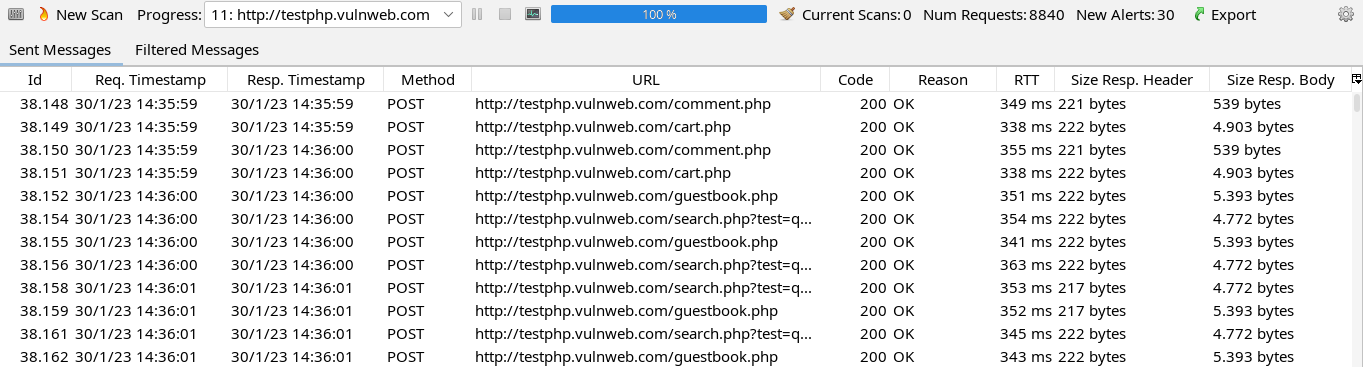 New Scan Progress: 11: http://testphp.vulnweb.com 100 % Current Scans: 0 Num Requests: 8840 New Alerts: 30 Export
Sent Messages Filtered Messages
Id Req. Timestamp Resp. Timestamp Method URL Code Reason RTT Size Resp. Header Size Resp. Body
38.148 30/1/23 14:35:59 30/1/23 14:35:59 POST http://testphp.vulnweb.com/comment.php 200 OK 349 ms 221 bytes 539 bytes
38.149 30/1/23 14:35:59 30/1/23 14:35:59 POST http://testphp.vulnweb.com/cart.php 200 OK 338 ms 222 bytes 4.903 bytes
38.150 30/1/23 14:35:59 30/1/23 14:36:00 POST http://testphp.vulnweb.com/comment.php 200 OK 355 ms 221 bytes 539 bytes
38.151 30/1/23 14:35:59 30/1/23 14:36:00 POST http://testphp.vulnweb.com/cart.php 200 OK 338 ms 222 bytes 4.903 bytes
38.152 30/1/23 14:36:00 30/1/23 14:36:00 POST http://testphp.vulnweb.com/guestbook.php 200 OK 351 ms 222 bytes 5.393 bytes
38.154 30/1/23 14:36:00 30/1/23 14:36:00 POST http://testphp.vulnweb.com/search.php?test=q... 200 OK 354 ms 222 bytes 4.772 bytes
38.155 30/1/23 14:36:00 30/1/23 14:36:00 POST http://testphp.vulnweb.com/guestbook.php 200 OK 341 ms 222 bytes 5.393 bytes
38.156 30/1/23 14:36:00 30/1/23 14:36:00 POST http://testphp.vulnweb.com/search.php?test=q... 200 OK 363 ms 222 bytes 4.772 bytes
38.158 30/1/23 14:36:01 30/1/23 14:36:01 POST http://testphp.vulnweb.com/search.php?test=q... 200 OK 353 ms 217 bytes 4.772 bytes
38.159 30/1/23 14:36:01 30/1/23 14:36:01 POST http://testphp.vulnweb.com/guestbook.php 200 OK 352 ms 217 bytes 5.393 bytes
38.161 30/1/23 14:36:01 30/1/23 14:36:01 POST http://testphp.vulnweb.com/search.php?test=q... 200 OK 345 ms 222 bytes 4.772 bytes
38.162 30/1/23 14:36:01 30/1/23 14:36:01 POST http://testphp.vulnweb.com/guestbook.php 200 OK 343 ms 222 bytes 5.393 bytes